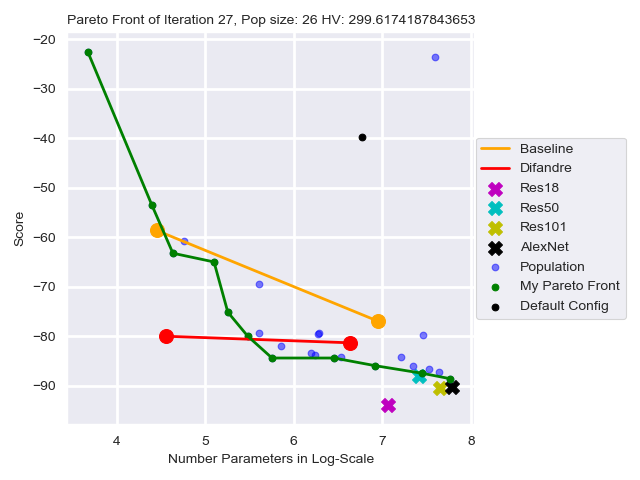 Pareto Front of Iteration 27, Pop size: 26 HV: 299.6174187843653
−20
−30
−40
−50
−60
−70
−80
−90
Score
4 5 6 7 8
Number Parameters in Log-Scale
Baseline
Difandre
Res18
Res50
Res101
AlexNet
Population
My Pareto Front
Default Config